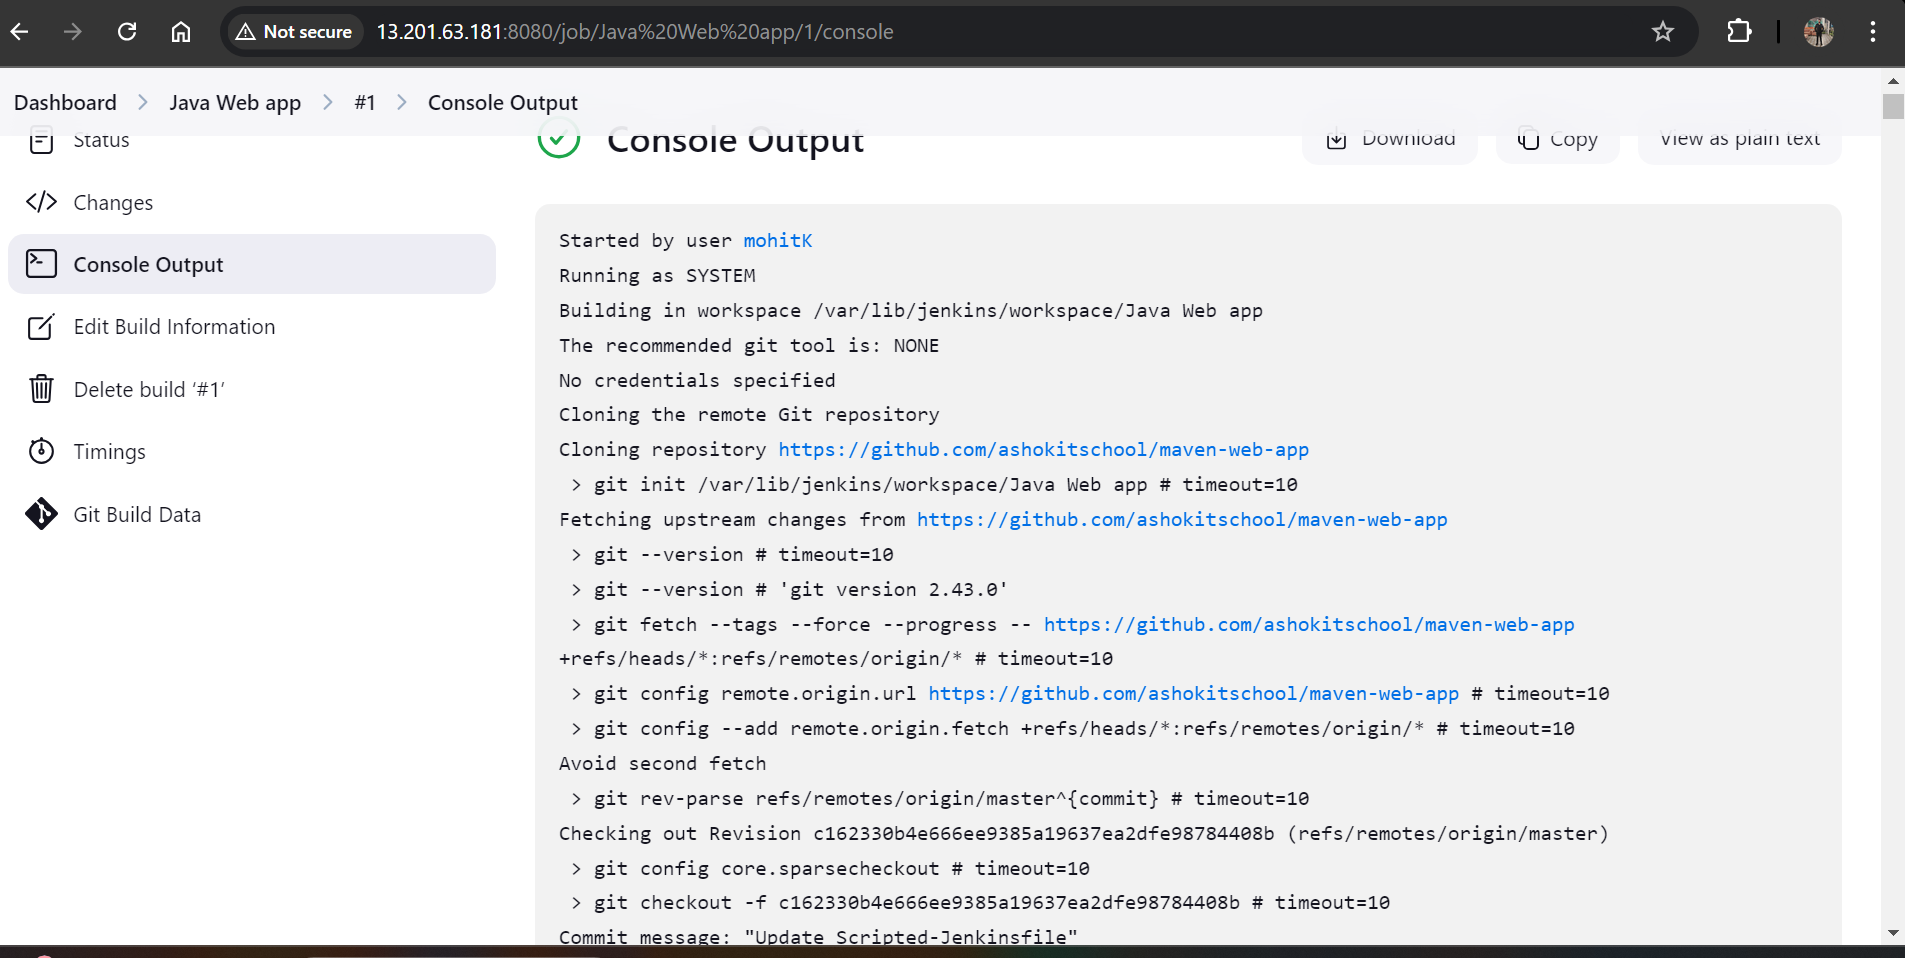 Not secure 13.201.63.181:8080/job/Java%20Web%20app/1/console
Dashboard > Java Web app > #1 > Console Output
Status
Changes
Console Output
Edit Build Information
Delete build ‘#1’
Timings
Git Build Data
Console Output
Download
Copy
View as plain text
Started by user mohitK
Running as SYSTEM
Building in workspace /var/lib/jenkins/workspace/Java Web app
The recommended git tool is: NONE
No credentials specified
Cloning the remote Git repository
Cloning repository https://github.com/ashokitschool/maven-web-app
 > git init /var/lib/jenkins/workspace/Java Web app # timeout=10
Fetching upstream changes from https://github.com/ashokitschool/maven-web-app
 > git --version # timeout=10
 > git --version # 'git version 2.43.0'
 > git fetch --tags --force --progress -- https://github.com/ashokitschool/maven-web-app
+refs/heads/*:refs/remotes/origin/* # timeout=10
 > git config remote.origin.url https://github.com/ashokitschool/maven-web-app # timeout=10
 > git config --add remote.origin.fetch +refs/heads/*:refs/remotes/origin/* # timeout=10
Avoid second fetch
 > git rev-parse refs/remotes/origin/master^{commit} # timeout=10
Checking out Revision c162330b4e666ee9385a19637ea2dfe98784408b (refs/remotes/origin/master)
 > git config core.sparsecheckout # timeout=10
 > git checkout -f c162330b4e666ee9385a19637ea2dfe98784408b # timeout=10
Commit message: "Update Scripted-Jenkinsfile"